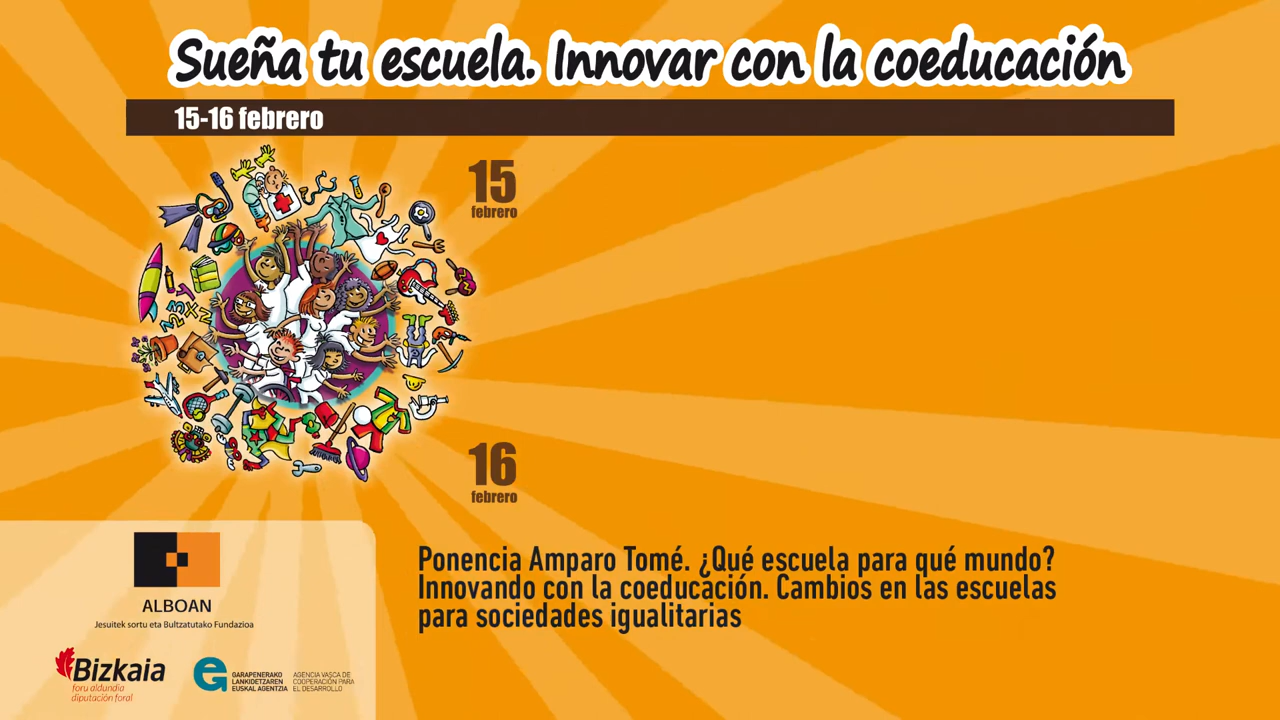 Sueña tu escuela. Innovar con la coeducación
15-16 febrero
15
febrero
16
febrero
Ponencia Amparo Tomé. ¿Qué escuela para qué mundo?
Innovando con la coeducación. Cambios en las escuelas
para sociedades igualitarias
ALBOAN
Jesuitek sortu eta Bultzatutako Fundazioa
Bizkaia
foru aldundia
diputación foral
GARAPENERAKO
LANKIDETZAREN
EUSKAL AGENTZIA
AGENCIA VASCA DE
COOPERACIÓN PARA
EL DESARROLLO